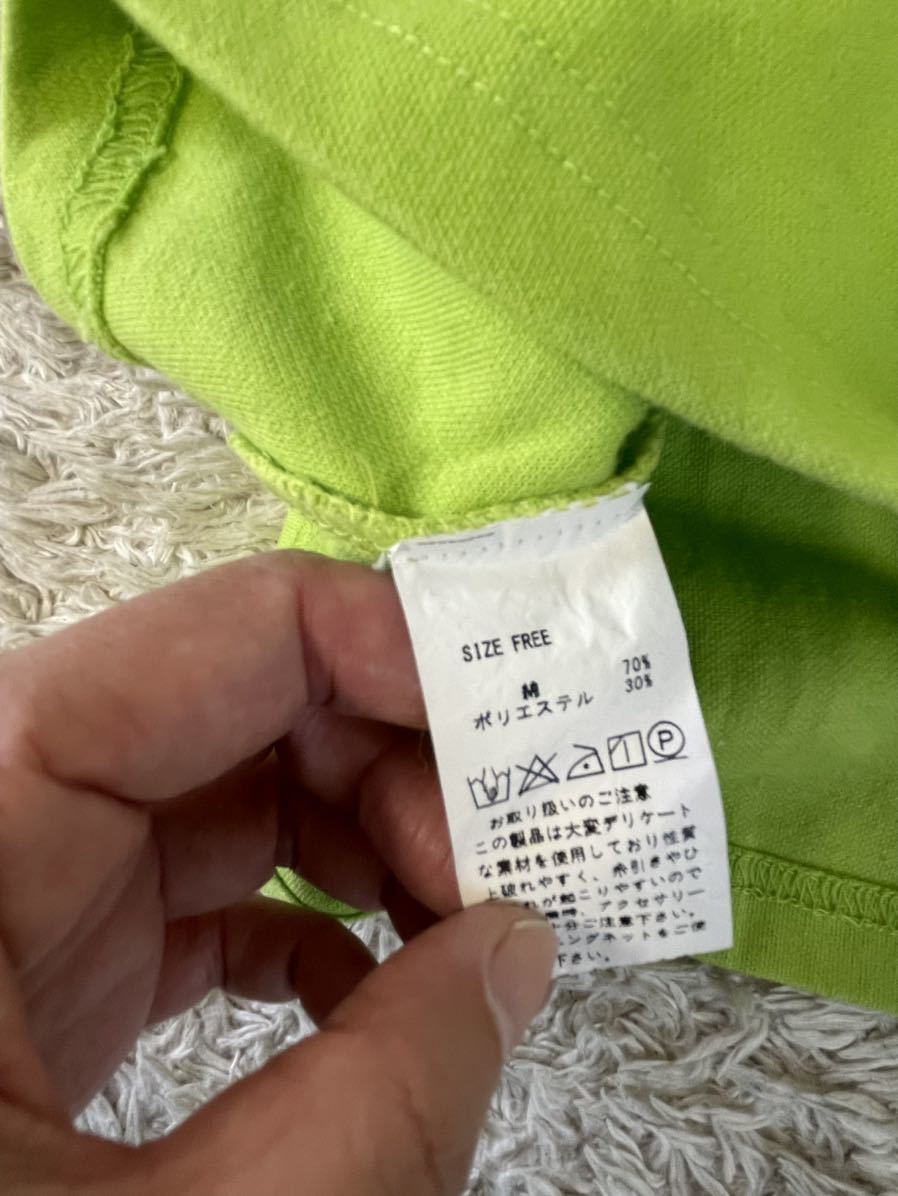 SIZE FREE
70%
ポリエステル 30%
P
お取り扱いのご注意
この製品は大変デリケート
な素材を使用しており性質
上破れやすく、糸引きやひ
が起こりやすいので
アクセサリー
十分ご注意下さい。
ングネットをご使
下さい。